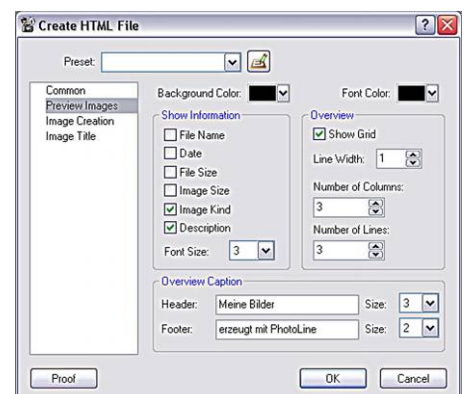 Create HTML File
Preset:
Common
Preview Images
Image Creation
Image Title
Background Color:
Font Color:
Show Information
File Name
Date
File Size
Image Size
Image Kind
Description
Font Size: 3
Overview
Show Grid
Line Width: 1
Number of Columns:
3
Number of Lines:
3
Overview Caption
Header: Meine Bilder Size: 3
Footer: erzeugt mit PhotoLine Size: 2
Proof OK Cancel